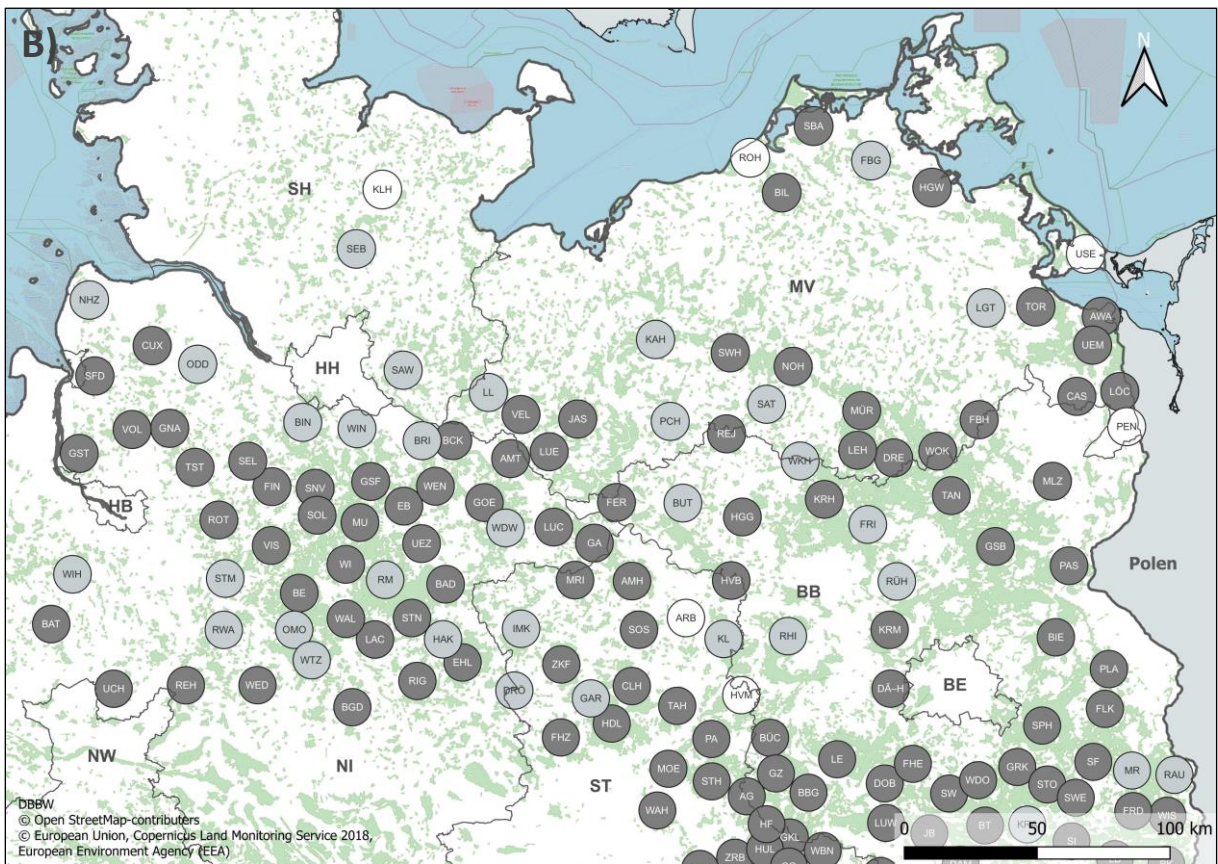 B)
N
SBA
ROH
FBG
SH
KLH
BIL
HGW
SEB
USE
MV
NHZ
LGT
TOR
AWA
CUX
KAH
UEM
ODD
SWH
HH
SAW
NOH
SFD
LL
CAS
LÖC
SAT
VEL
JAS
MÜR
FBH
BIN
WIN
PCH
PEN
VOL
GNA
BRI
BCK
REJ
GST
AMT
LUE
LEH
DRE
WOK
TST
SEL
WKH
FIN
SNV
GSF
WEN
MLZ
HB
EB
GOE
FER
BUT
KRH
TAN
ROT
SOL
MU
WDW
LUC
HGG
FRI
VIS
UEZ
GA
GSB
WI
PAS
Polen
WIH
STM
RM
BAD
MRI
AMH
HVB
BB
RÜH
BE
BAT
RWA
OMO
WAL
STN
LAC
HAK
IMK
SOS
ARB
KL
RHI
KRM
BIE
WTZ
EHL
ZKF
PLA
UCH
REH
WED
RIG
DRÖ
GAR
CLH
HVM
DÄ–H
BE
BGD
TAH
FLK
HDL
FHZ
PA
BÜC
SPH
NW
NI
ST
MOE
STH
GZ
LE
FHE
GRK
SF
MR
RAU
DOB
WDO
STO
AG
BBG
SW
SWE
WAH
FRD
WIS
HF
LUW
JB
BT
GKL
HUL
WBN
ZRB
0 50 100 km
DBBW
© Open StreetMap-contributors
© European Union, Copernicus Land Monitoring Service 2018,
European Environment Agency (EEA)